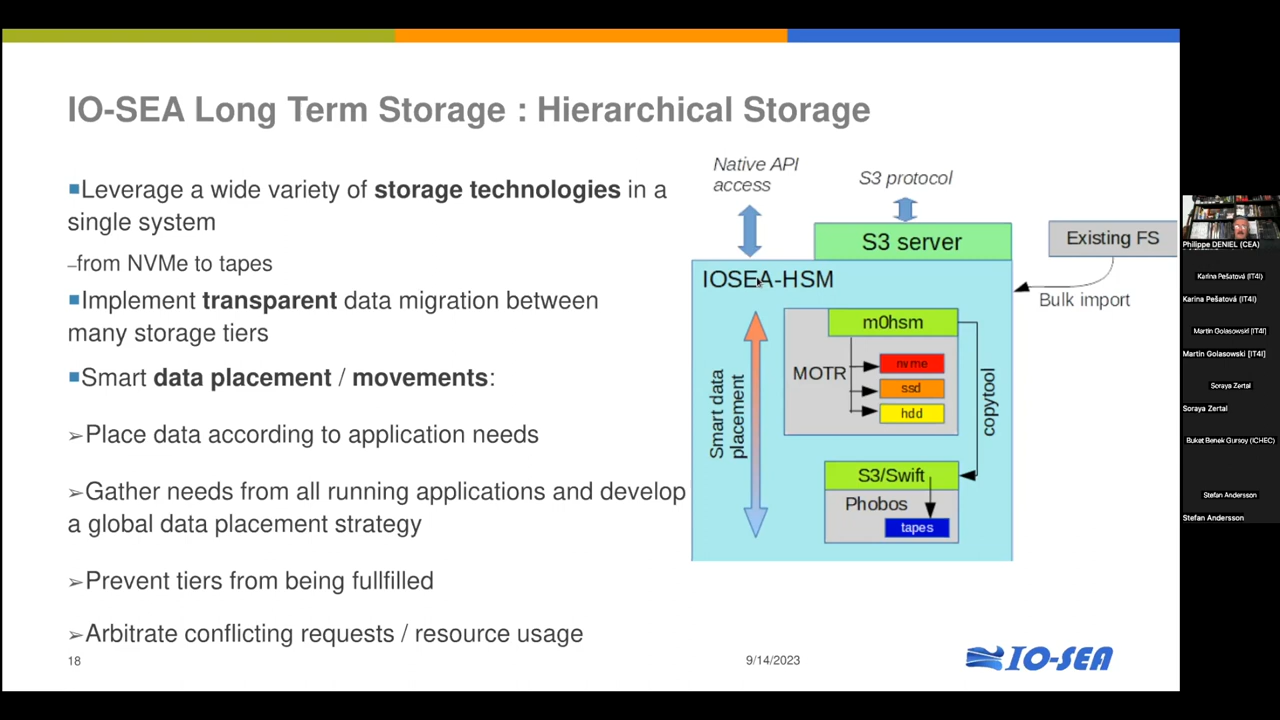 IO-SEA Long Term Storage : Hierarchical Storage
■Leverage a wide variety of storage technologies in a
single system
–from NVMe to tapes
■Implement transparent data migration between
many storage tiers
■Smart data placement / movements:
➢Place data according to application needs
➢Gather needs from all running applications and develop
a global data placement strategy
➢Prevent tiers from being fullfilled
➢Arbitrate conflicting requests / resource usage
Native API
access
S3 protocol
S3 server
Existing FS
Bulk import
IOSEA-HSM
Smart data
placement
m0hsm
MOTR
nvme
ssd
hdd
copytool
S3/Swift
Phobos
tapes
18
9/14/2023
IO-SEA
Philippe DENIEL (CEA)
Karina Pešatová (IT4I)
Karina Pešatová (IT4I)
Martin Golasowski [IT4I]
Martin Golasowski [IT4I]
Soraya Zertal
Soraya Zertal
Buket Benek Gursoy (ICHEC)
Stefan Andersson
Stefan Andersson